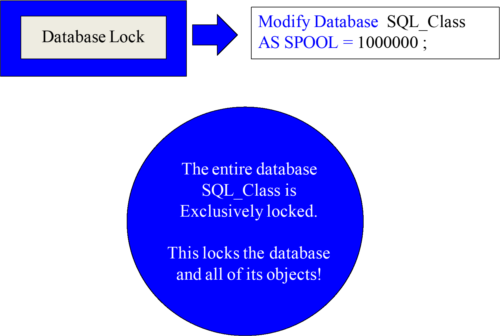 Database Lock
Modify Database SQL_Class
AS SPOOL = 1000000 ;
The entire database
SQL_Class is
Exclusively locked.
This locks the database
and all of its objects!